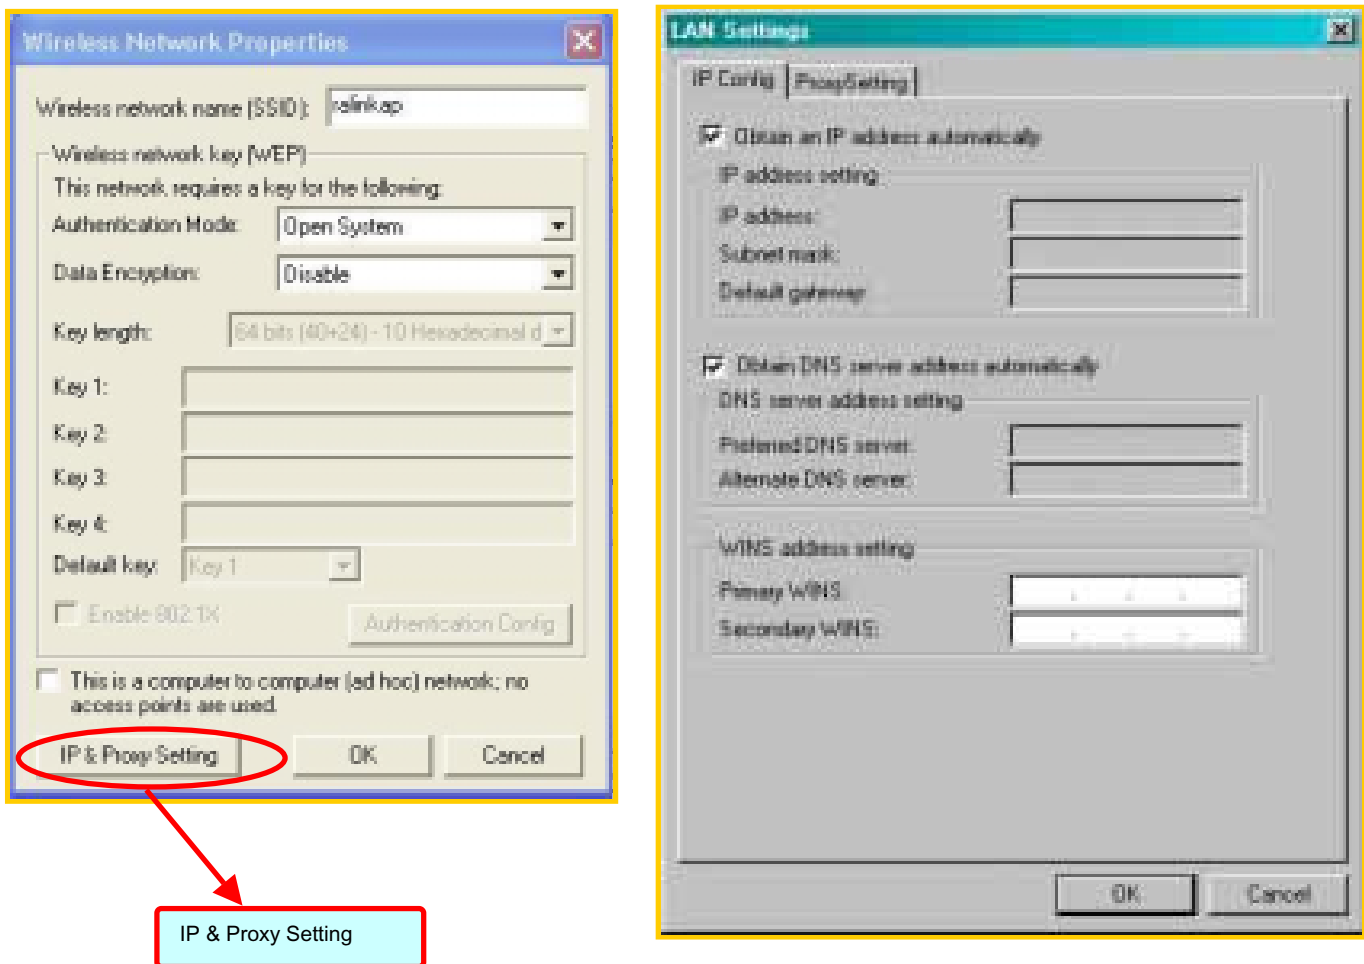 Wireless Network Properties
Wireless network name (SSID): ralinkap
Wireless network key (WEP)
This network requires a key for the following:
Authentication Mode: Open System
Data Encryption: Disable
Key length: 64 bits (40+24) - 10 Hexadecimal d
Key 1:
Key 2:
Key 3:
Key 4:
Default key: Key 1
Enable 802.1X
Authentication Config
This is a computer to computer (ad hoc) network; no
access points are used.
IP & Proxy Setting OK Cancel
IP & Proxy Setting
LAN Settings
IP Config ProxySetting
Obtain an IP address automatically
IP address setting
IP address:
Subnet mask:
Default gateway:
Obtain DNS server address automatically
DNS server address setting
Preferred DNS server:
Alternate DNS server:
WINS address setting
Primary WINS:
Secondary WINS:
OK Cancel